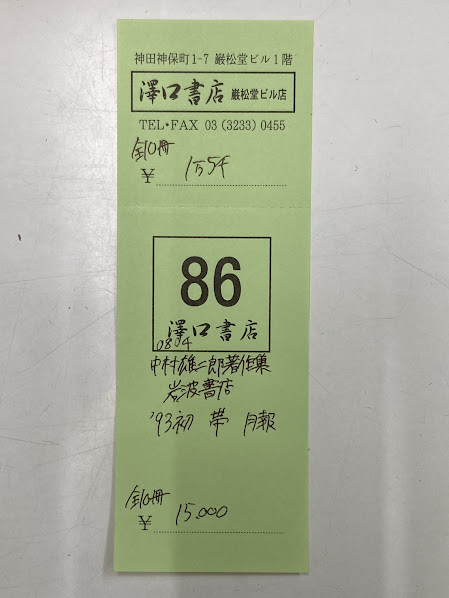 神田神保町1-7 巌松堂ビル1階
澤口書店 巌松堂ビル店
TEL・FAX 03 (3233) 0455
全10冊
¥ 1万5千
86
澤口書店
0804
中村雄二郎著作集
岩波書店
'93初 帯 月報
全10冊
¥ 15.000